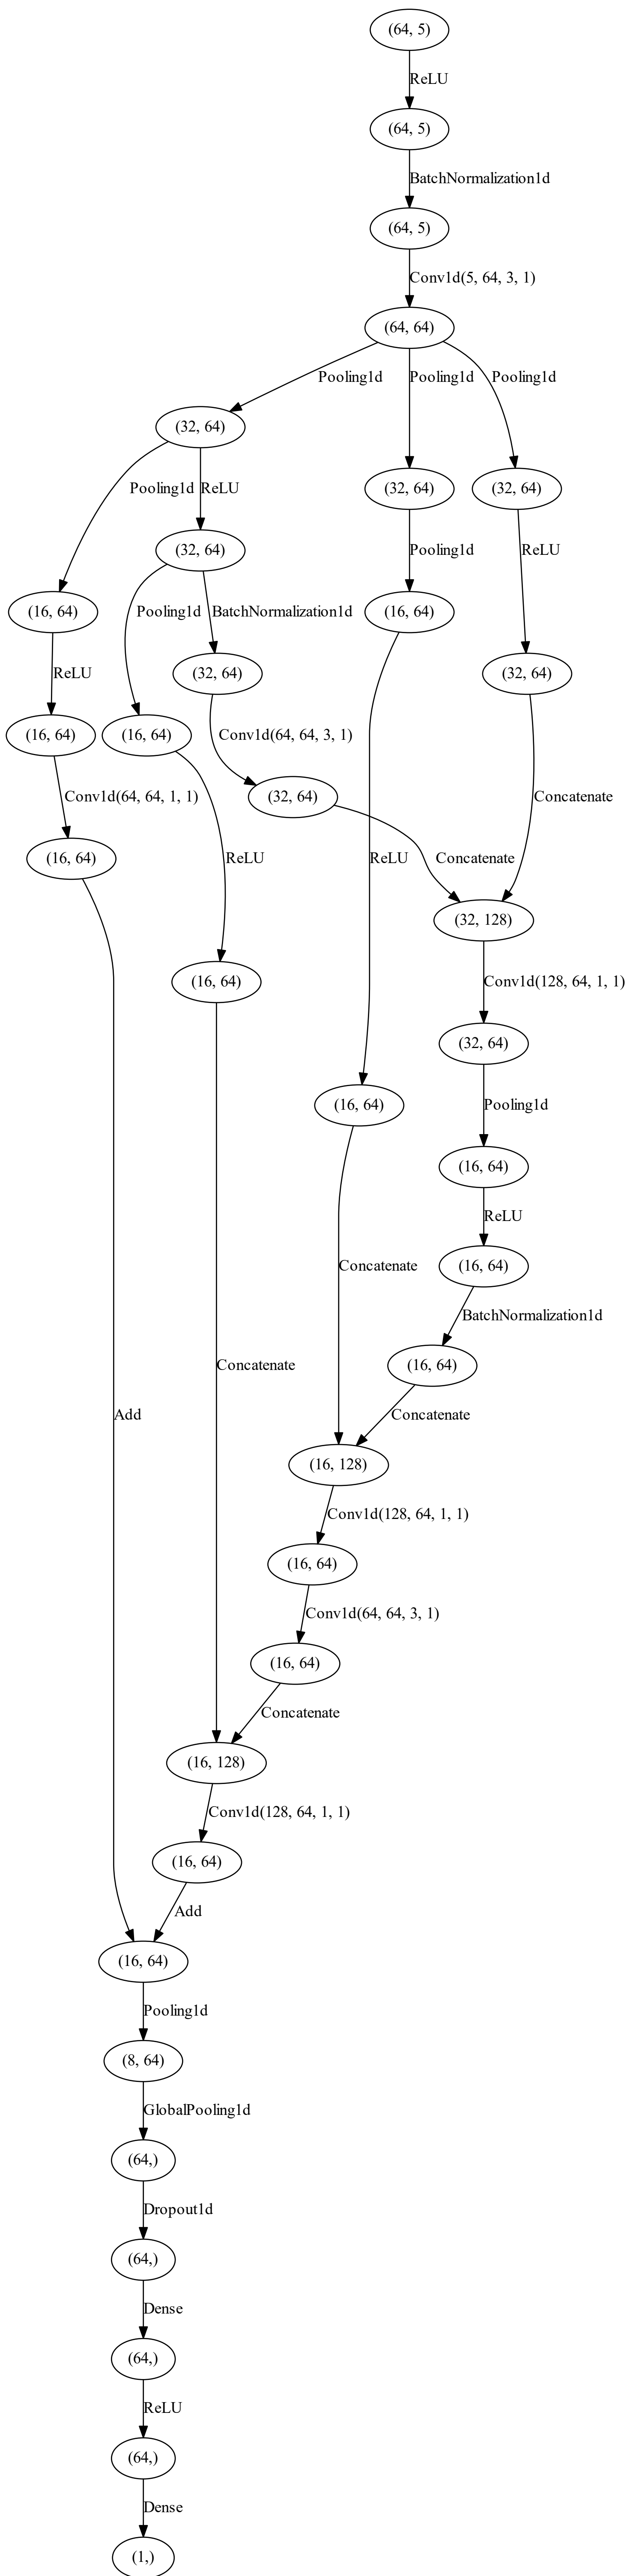 (64, 5)
ReLU
(64, 5)
BatchNormalization1d
(64, 5)
Conv1d(5, 64, 3, 1)
(64, 64)
Pooling1d Pooling1d Pooling1d
(32, 64)
Pooling1d ReLU (32, 64) (32, 64)
(32, 64) Pooling1d ReLU
(16, 64) Pooling1d BatchNormalization1d (16, 64)
ReLU (32, 64) (32, 64)
(16, 64) (16, 64) Conv1d(64, 64, 3, 1)
Conv1d(64, 64, 1, 1) (32, 64) Concatenate
(16, 64) ReLU ReLU Concatenate
(32, 128)
(16, 64) Conv1d(128, 64, 1, 1)
(32, 64)
(16, 64) Pooling1d
(16, 64)
ReLU
Concatenate (16, 64)
BatchNormalization1d
Concatenate (16, 64)
Add Concatenate
(16, 128)
Conv1d(128, 64, 1, 1)
(16, 64)
Conv1d(64, 64, 3, 1)
(16, 64)
Concatenate
(16, 128)
Conv1d(128, 64, 1, 1)
(16, 64)
Add
(16, 64)
Pooling1d
(8, 64)
GlobalPooling1d
(64,)
Dropout1d
(64,)
Dense
(64,)
ReLU
(64,)
Dense
(1,)